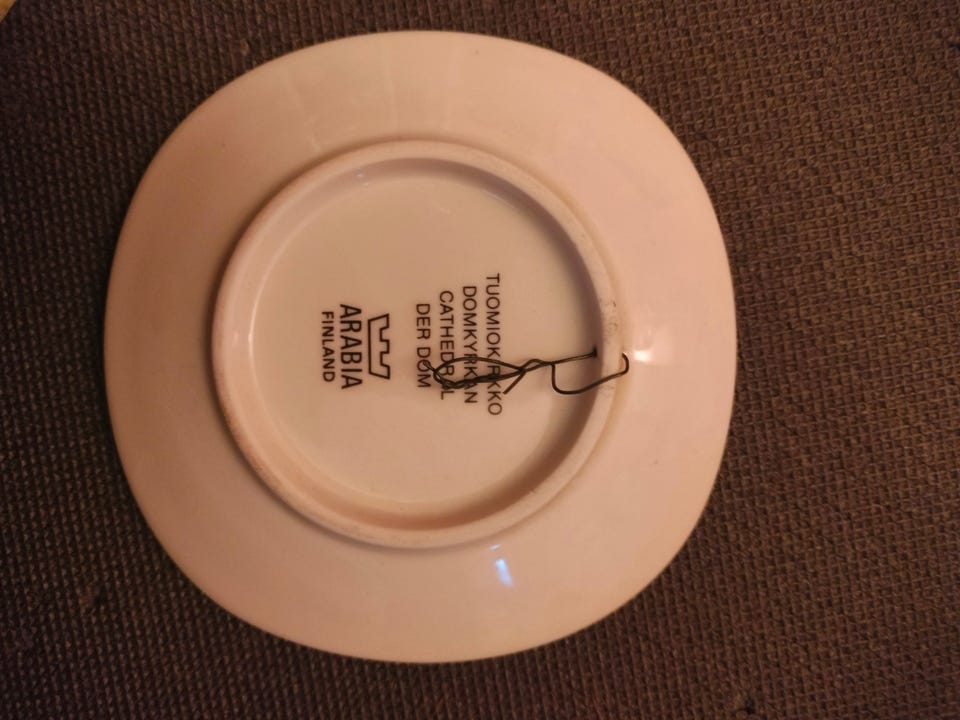 TUOMIOKIRKKO
DOMKYRKAN
CATHEDRAL
DER DOM
ARABIA
FINLAND